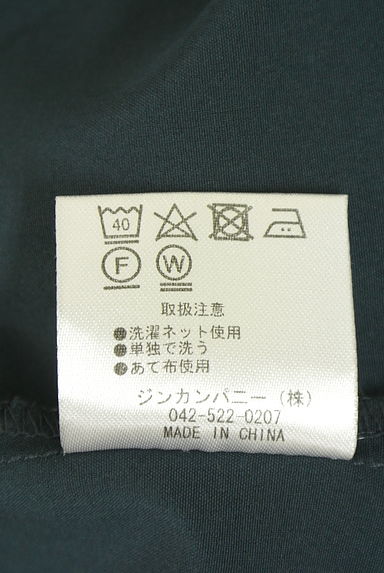 40
F W
取扱注意
●洗濯ネット使用
●単独で洗う
●あて布使用
ジンカンパニー（株）
042-522-0207
MADE IN CHINA